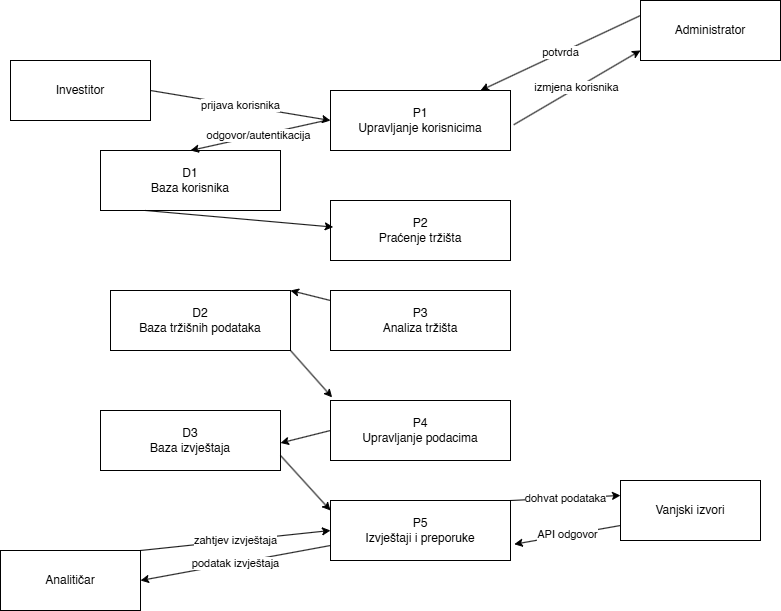 Administrator
potvrda
izmjena korisnika
Investitor
prijava korisnika
P1
Upravljanje korisnicima
odgovor/autentikacija
D1
Baza korisnika
P2
Praćenje tržišta
D2
Baza tržišnih podataka
P3
Analiza tržišta
P4
Upravljanje podacima
D3
Baza izvještaja
dohvat podataka
Vanjski izvori
P5
Izvještaji i preporuke
API odgovor
zahtjev izvještaja
podatak izvještaja
Analitičar